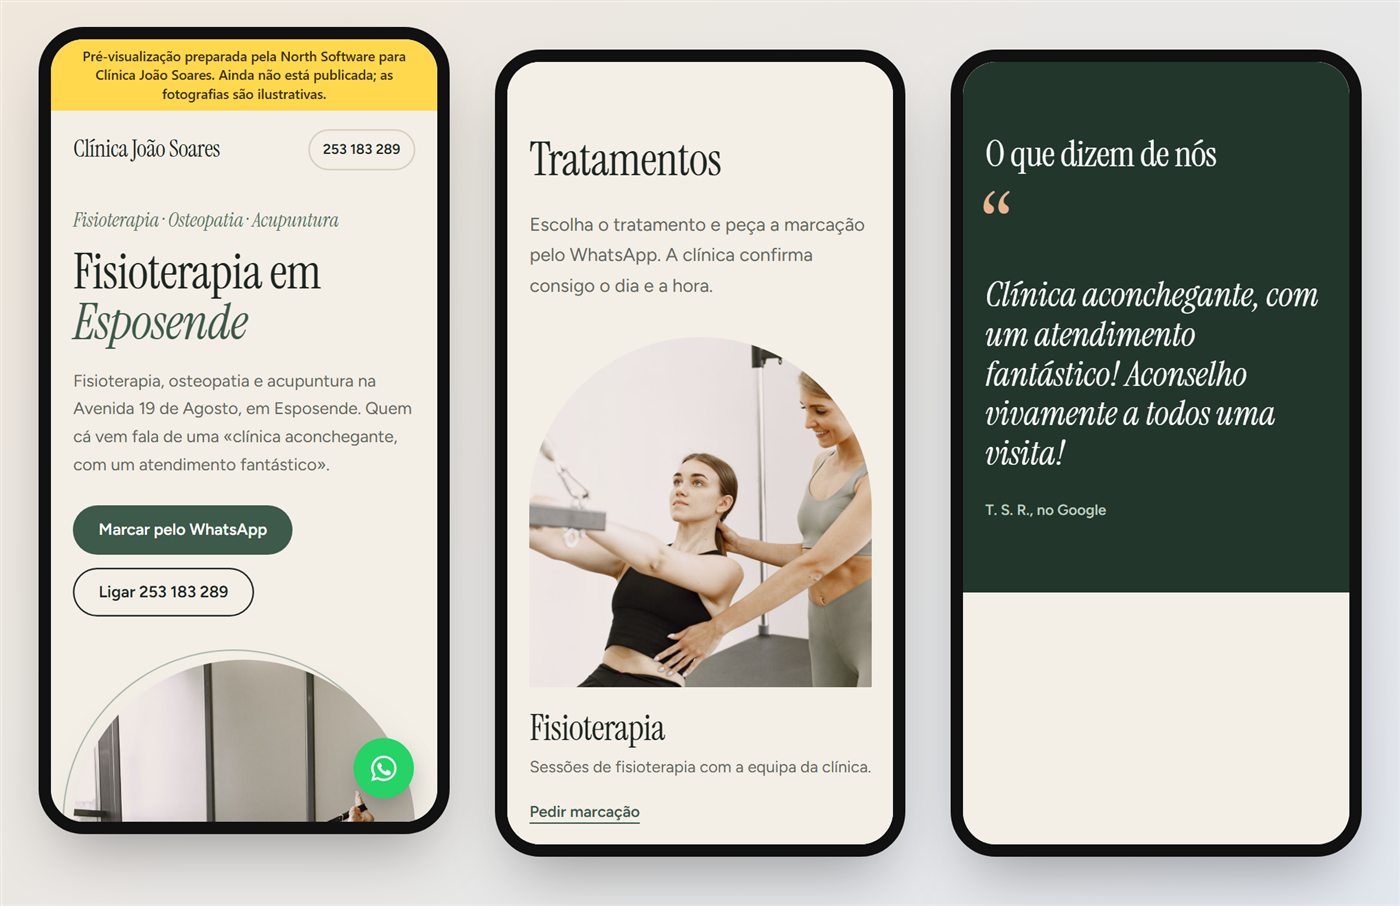 Pré-visualização preparada pela North Software para
Clínica João Soares. Ainda não está publicada; as
fotografias são ilustrativas.
Clínica João Soares
253 183 289
Fisioterapia · Osteopatia · Acupuntura
Fisioterapia em
Esposende
Fisioterapia, osteopatia e acupuntura na
Avenida 19 de Agosto, em Esposende. Quem
cá vem fala de uma «clínica aconchegante,
com um atendimento fantástico».
Marcar pelo WhatsApp
Ligar 253 183 289
Tratamentos
Escolha o tratamento e peça a marcação
pelo WhatsApp. A clínica confirma
consigo o dia e a hora.
Fisioterapia
Sessões de fisioterapia com a equipa da clínica.
Pedir marcação
O que dizem de nós
“
Clínica aconchegante, com
um atendimento
fantástico! Aconselho
vivamente a todos uma
visita!
T. S. R., no Google